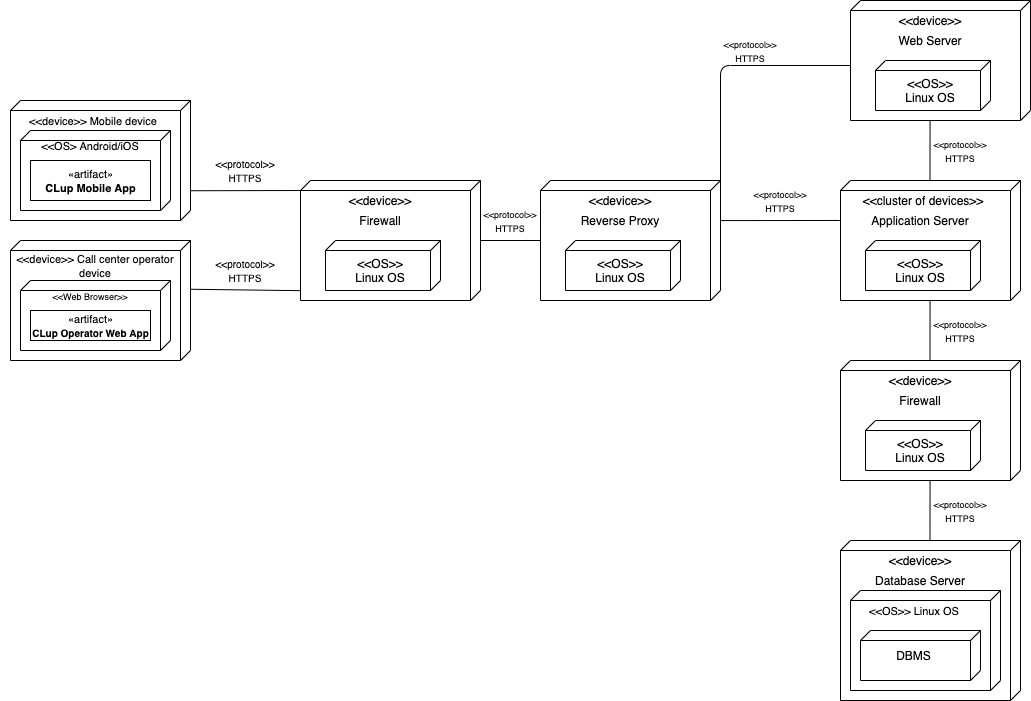 <<device>>
Web Server
<<OS>>
Linux OS
<<protocol>>
HTTPS
<<device>> Mobile device
<<OS> Android/iOS
«artifact»
CLup Mobile App
<<protocol>>
HTTPS
<<protocol>>
HTTPS
<<device>>
Firewall
<<OS>>
Linux OS
<<protocol>>
HTTPS
<<device>>
Reverse Proxy
<<OS>>
Linux OS
<<protocol>>
HTTPS
<<cluster of devices>>
Application Server
<<OS>>
Linux OS
<<device>> Call center operator
device
<<Web Browser>>
«artifact»
CLup Operator Web App
<<protocol>>
HTTPS
<<protocol>>
HTTPS
<<device>>
Firewall
<<OS>>
Linux OS
<<protocol>>
HTTPS
<<device>>
Database Server
<<OS>> Linux OS
DBMS